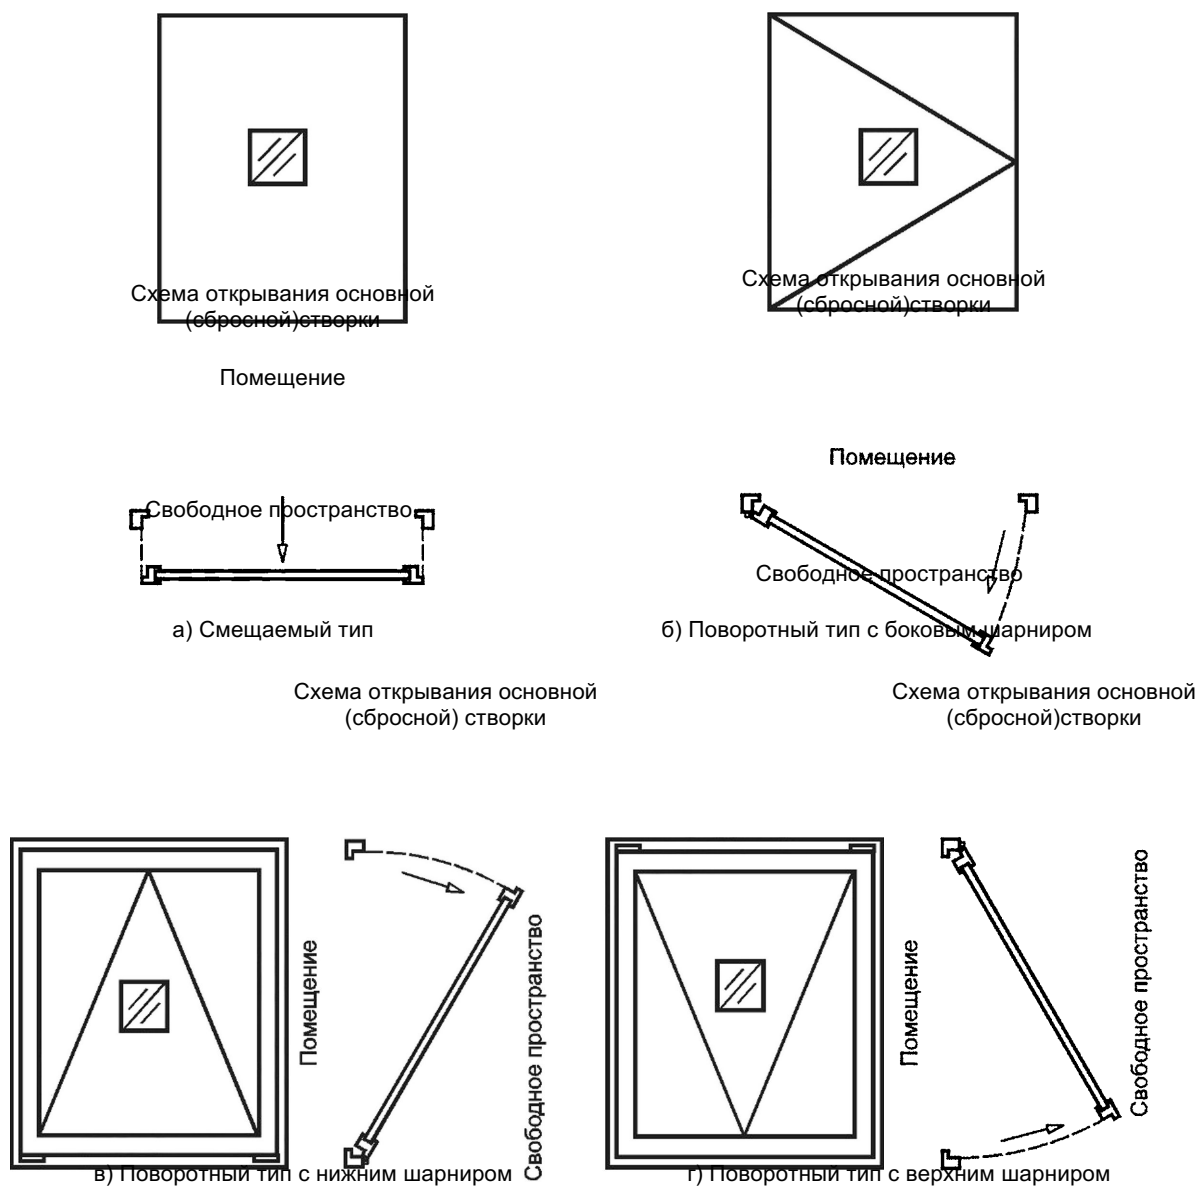 Схема открывания основной
(сбросной)створки
Схема открывания основной
(сбросной)створки
Помещение
Помещение
Свободное пространство
Свободное пространство
а) Смещаемый тип
б) Поворотный тип с боковым шарниром
Схема открывания основной
(сбросной) створки
Схема открывания основной
(сбросной)створки
Помещение
Свободное пространство
Помещение
Свободное пространство
в) Поворотный тип с нижним шарниром
г) Поворотный тип с верхним шарниром